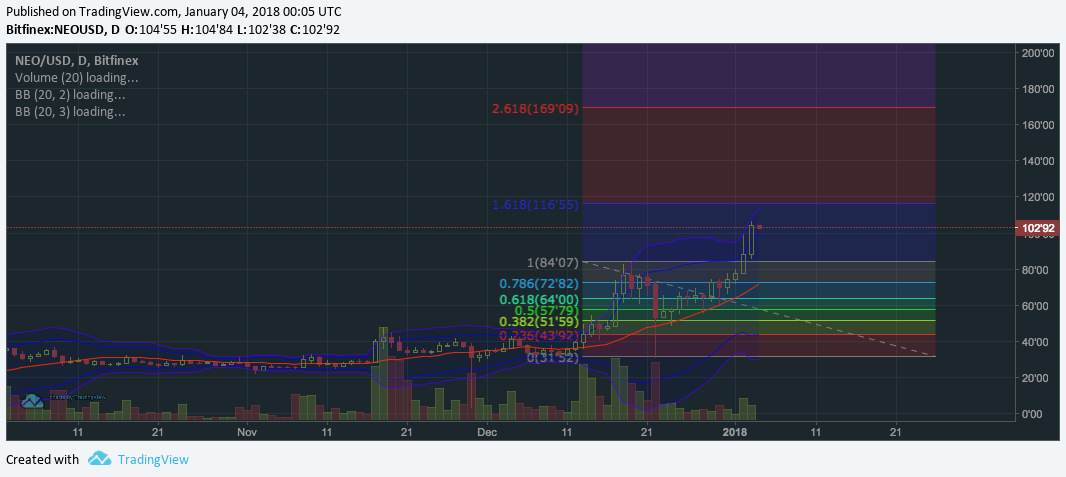 Published on TradingView.com, January 04, 2018 00:05 UTC
Bitfinex:NEOUSD, D O:104'55 H:104'84 L:102'38 C:102'92
NEO/USD, D, Bitfinex
Volume (20) loading...
BB (20, 2) loading...
BB (20, 3) loading...
200'00
180'00
2.618(169'09)
160'00
140'00
120'00
1.618(116'55)
102'92
100'00
1(84'07)
80'00
0.786(72'82)
0.618(64'00)
60'00
0.5(57'79)
0.382(51'59)
0.236(43'92)
40'00
0(31'52)
20'00
0'00
11 21 Nov 11 21 Dec 11 21 2018 11 21
Created with TradingView